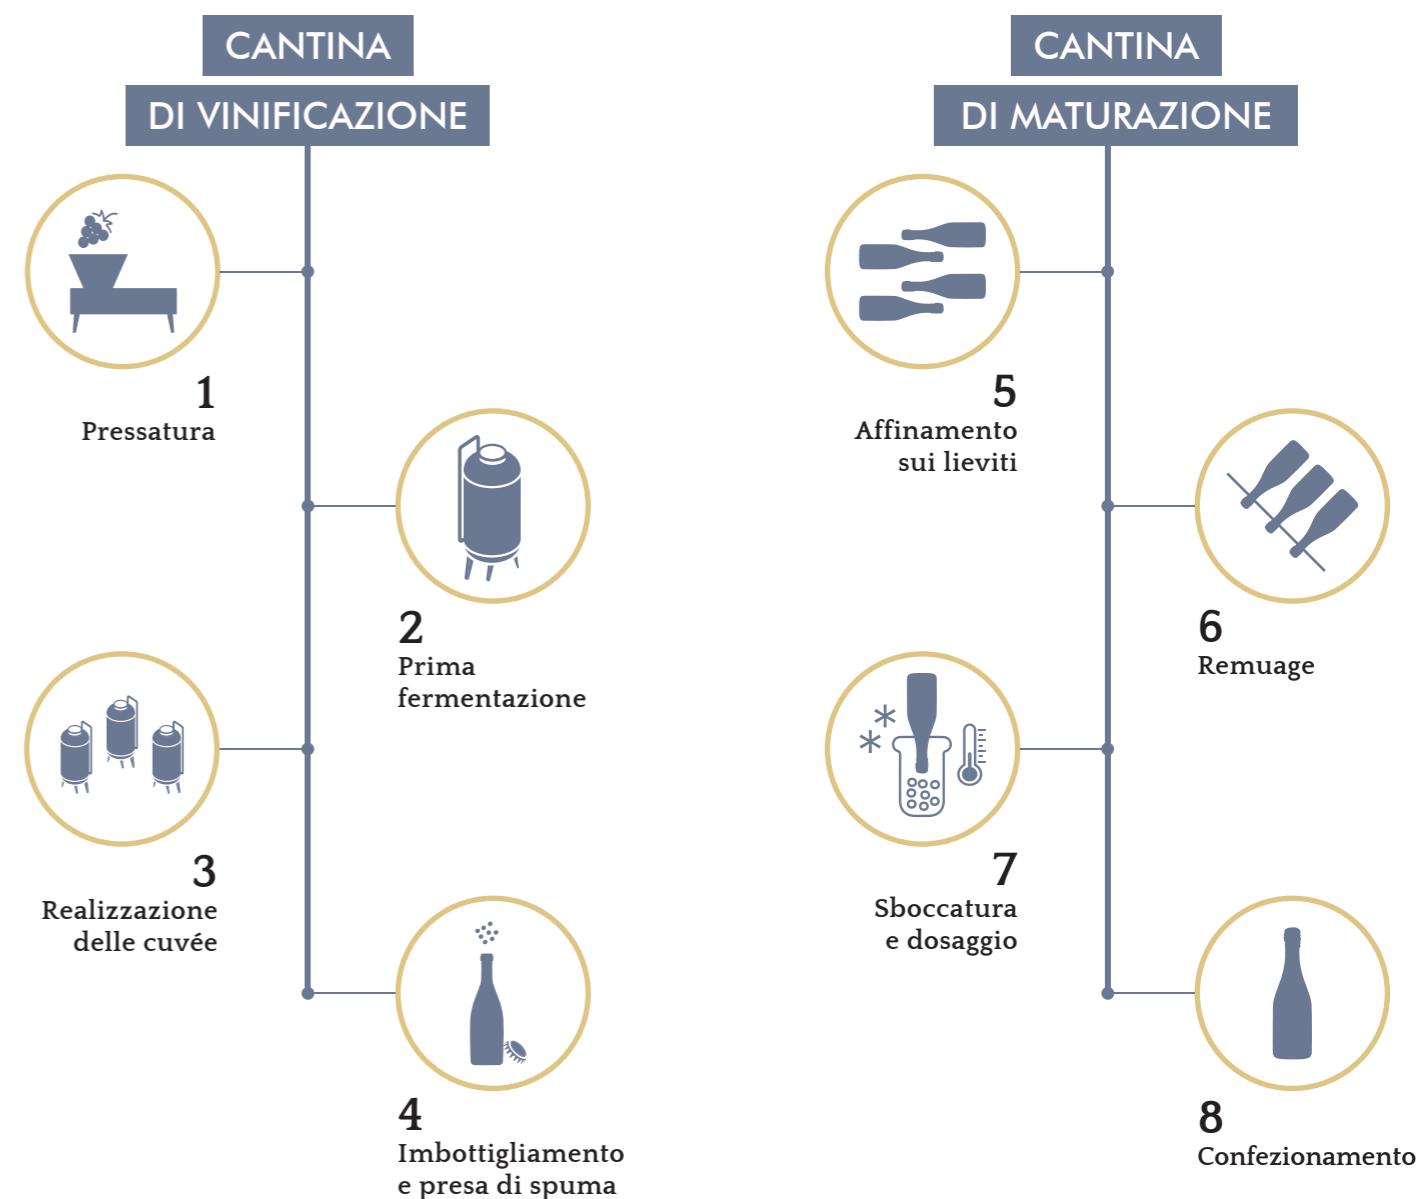 CANTINA
DI VINIFICAZIONE
1
Pressatura
2
Prima
fermentazione
3
Realizzazione
delle cuvée
4
Imbottigliamento
e presa di spuma
CANTINA
DI MATURAZIONE
5
Affinamento
sui lieviti
6
Remuage
7
Sboccatura
e dosaggio
8
Confezionamento